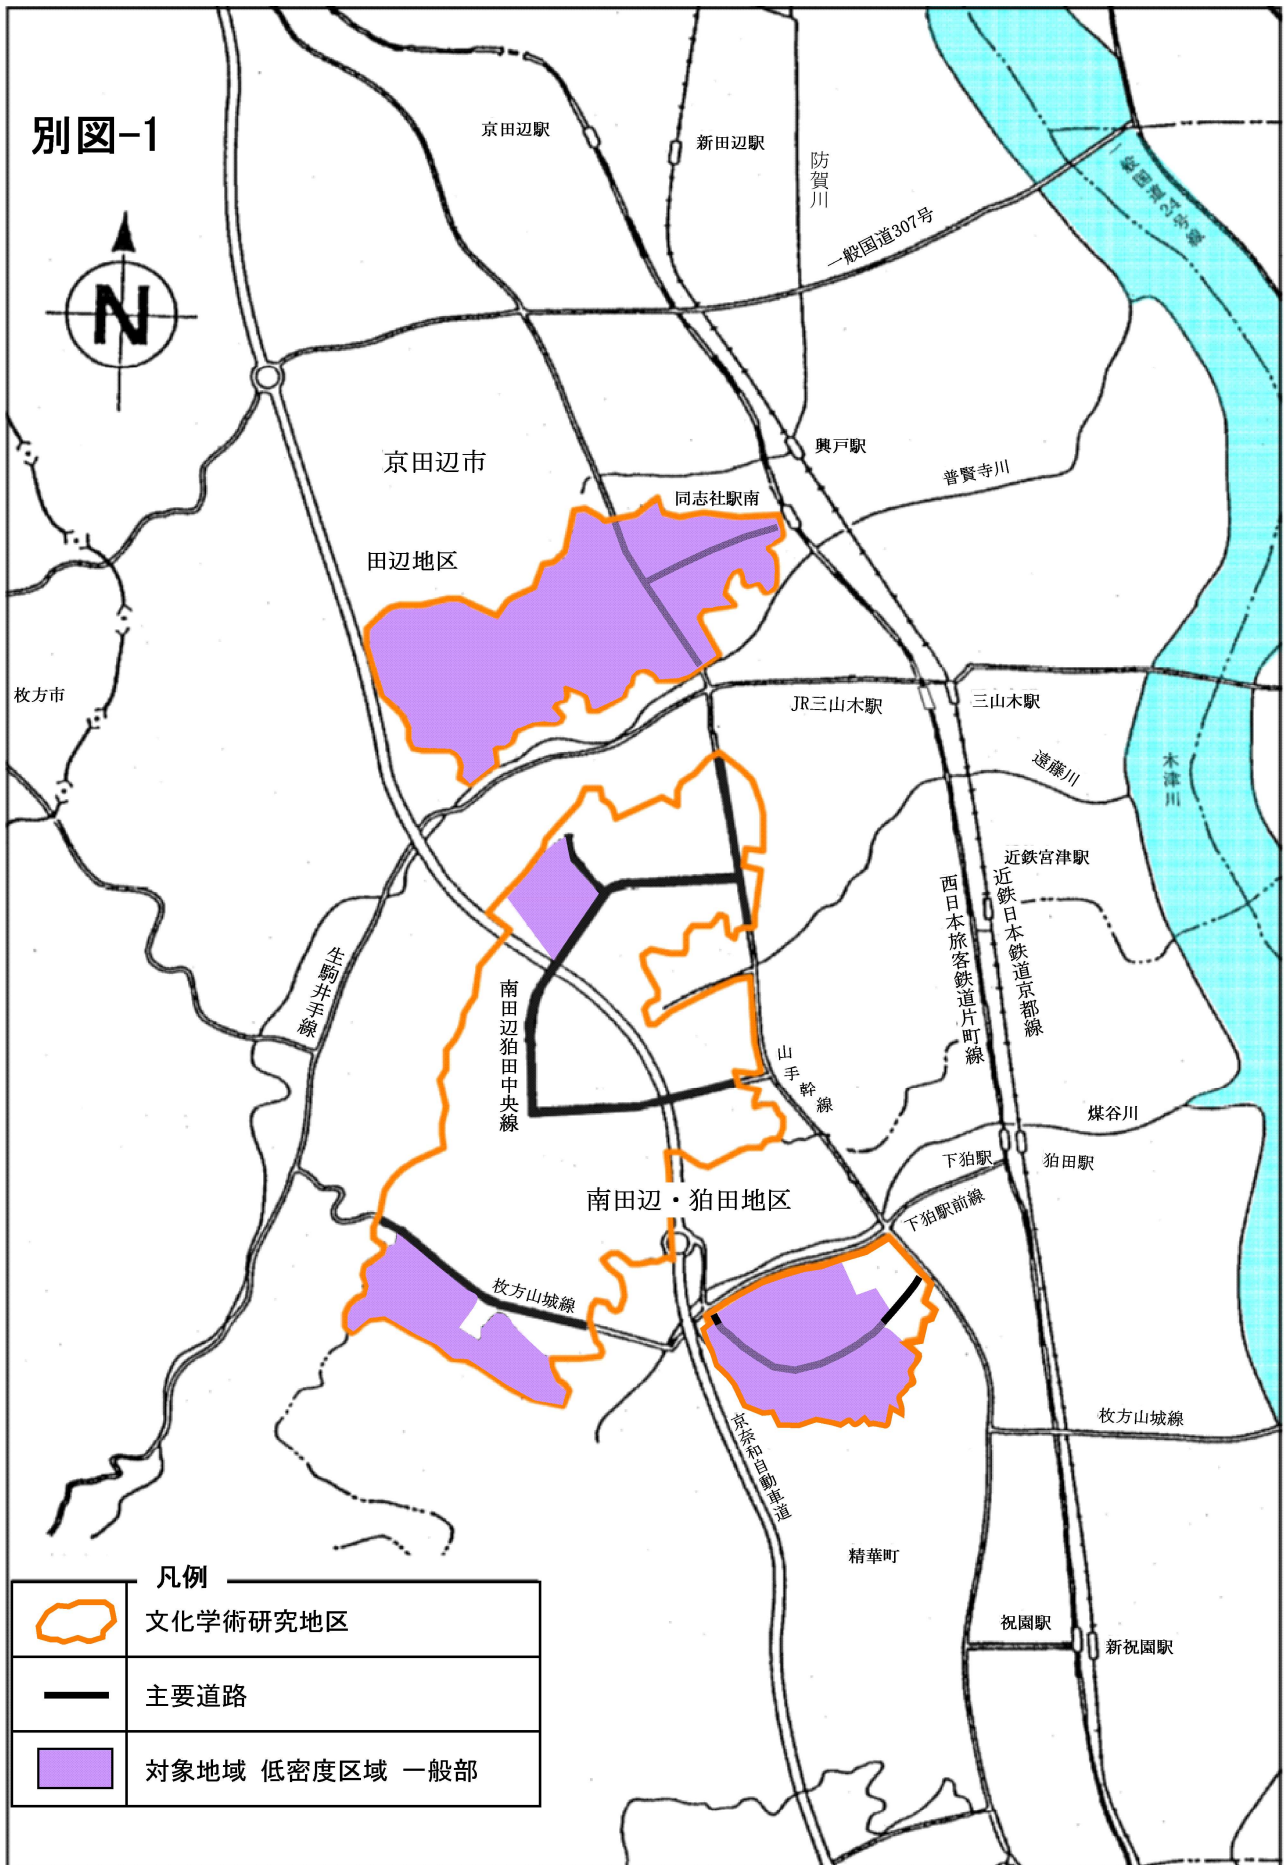 別図-1
N
京田辺駅
新田辺駅
防賀川
一般国道307号
一般国道24号線
京田辺市
興戸駅
普賢寺川
同志社駅南
田辺地区
枚方市
JR三山木駅
三山木駅
遠藤川
木津川
近鉄宮津駅
西日本旅客鉄道片町線
近鉄日本鉄道京都線
生駒井手線
南田辺狛田中央線
山手幹線
煤谷川
下狛駅
狛田駅
南田辺・狛田地区
下狛駅前線
枚方山城線
枚方山城線
京奈和自動車道
精華町
祝園駅
新祝園駅
凡例
文化学術研究地区
主要道路
対象地域 低密度区域 一般部